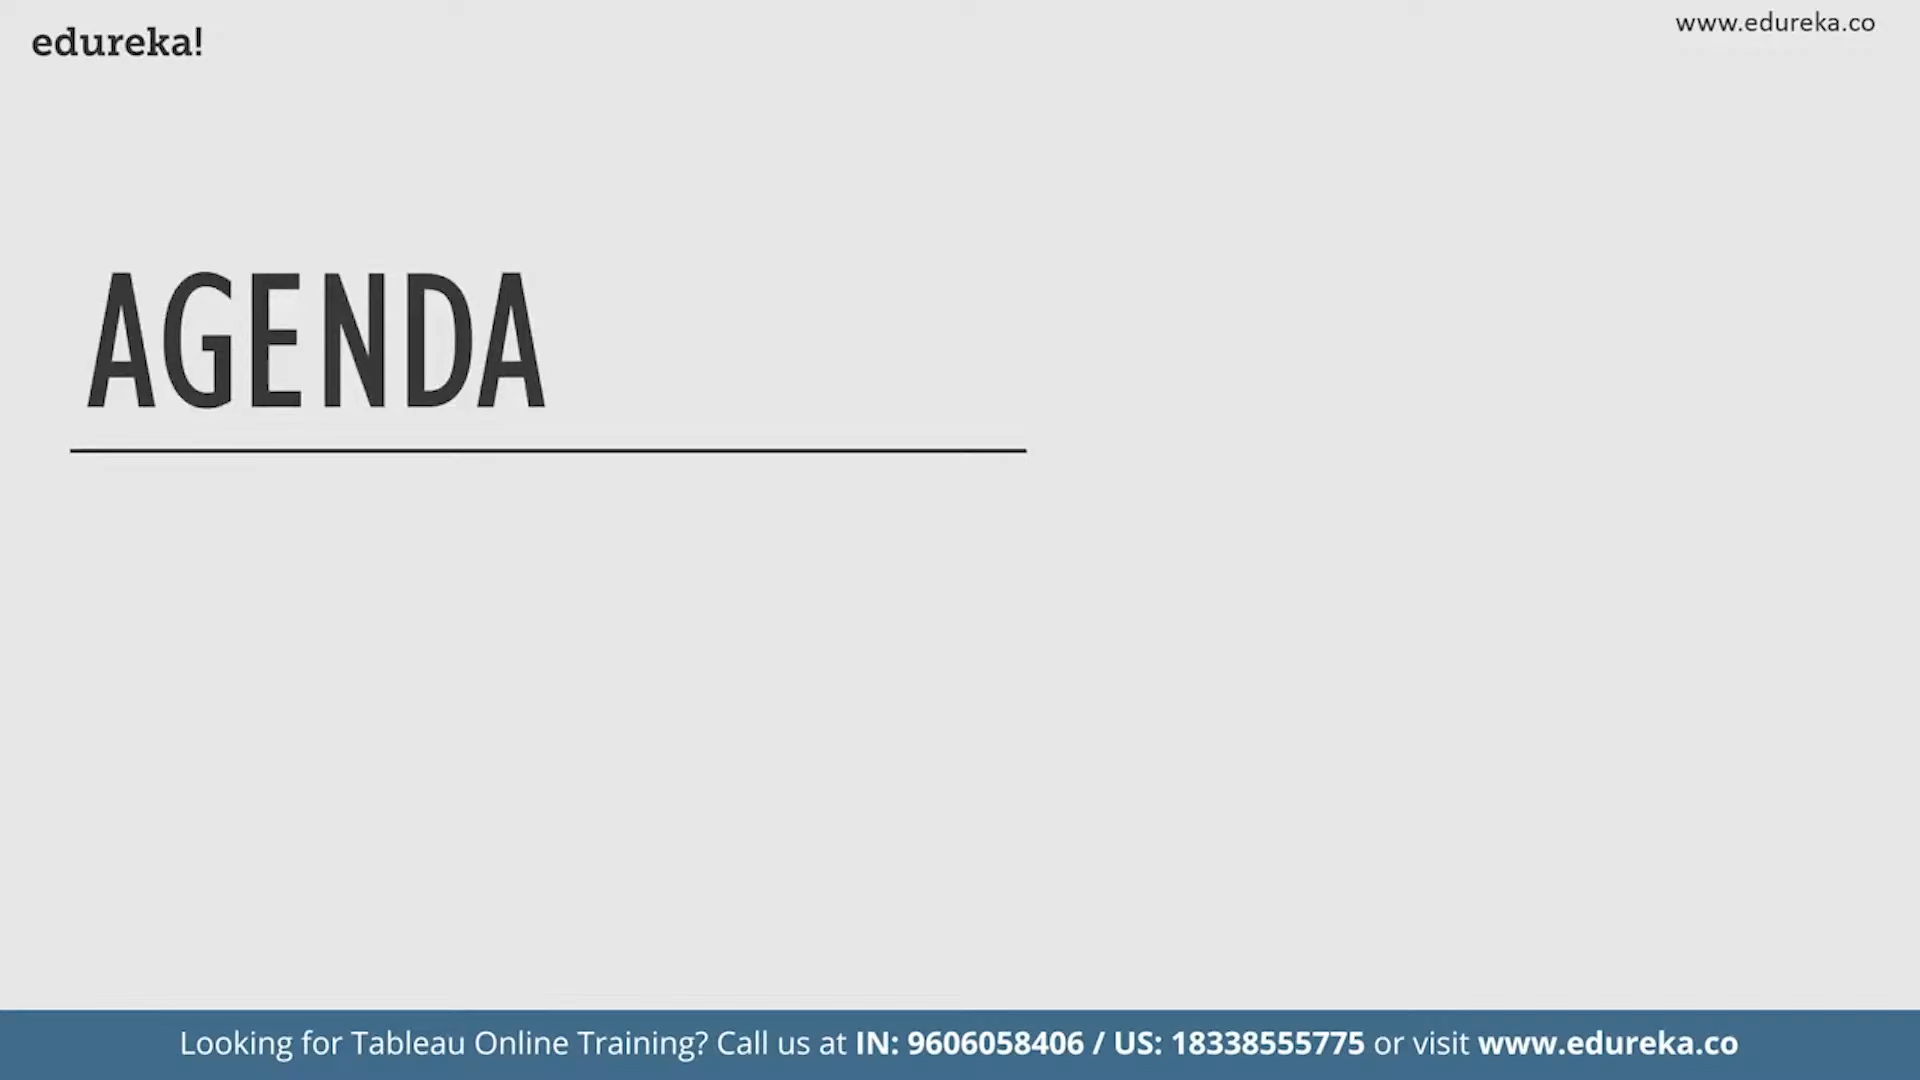 edureka!
www.edureka.co
AGENDA
Looking for Tableau Online Training? Call us at IN: 9606058406 / US: 18338555775 or visit www.edureka.co